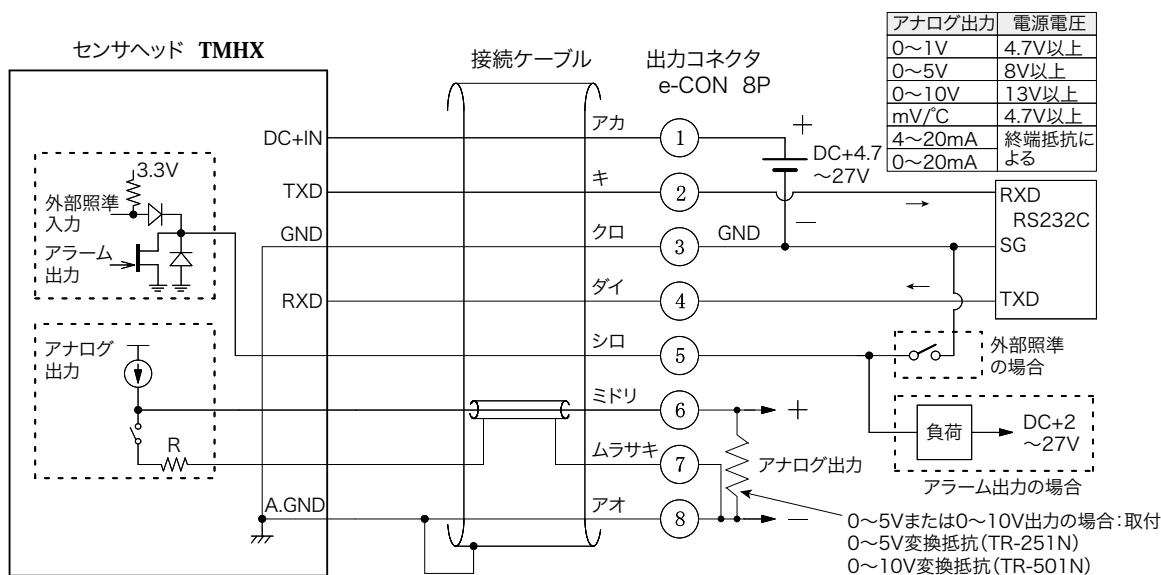 アナログ出力 電源電圧
0～1V 4.7V以上
0～5V 8V以上
0～10V 13V以上
mV/℃ 4.7V以上
4～20mA 終端抵抗に
0～20mA よる
センサヘッド TMHX
接続ケーブル
出力コネクタ
e-CON 8P
DC+IN
アカ
1
+
DC+4.7
～27V
−
3.3V
外部照準
入力
アラーム
出力
TXD
キ
2
→
RXD
RS232C
GND
クロ
3
GND
SG
RXD
ダイ
4
←
TXD
シロ
5
外部照準
の場合
アナログ
出力
R
ミドリ
6
+
負荷
DC+2
～27V
アラーム出力の場合
ムラサキ
7
アナログ出力
A.GND
アオ
8
−
0～5Vまたは0～10V出力の場合：取付
0～5V変換抵抗（TR-251N）
0～10V変換抵抗（TR-501N）